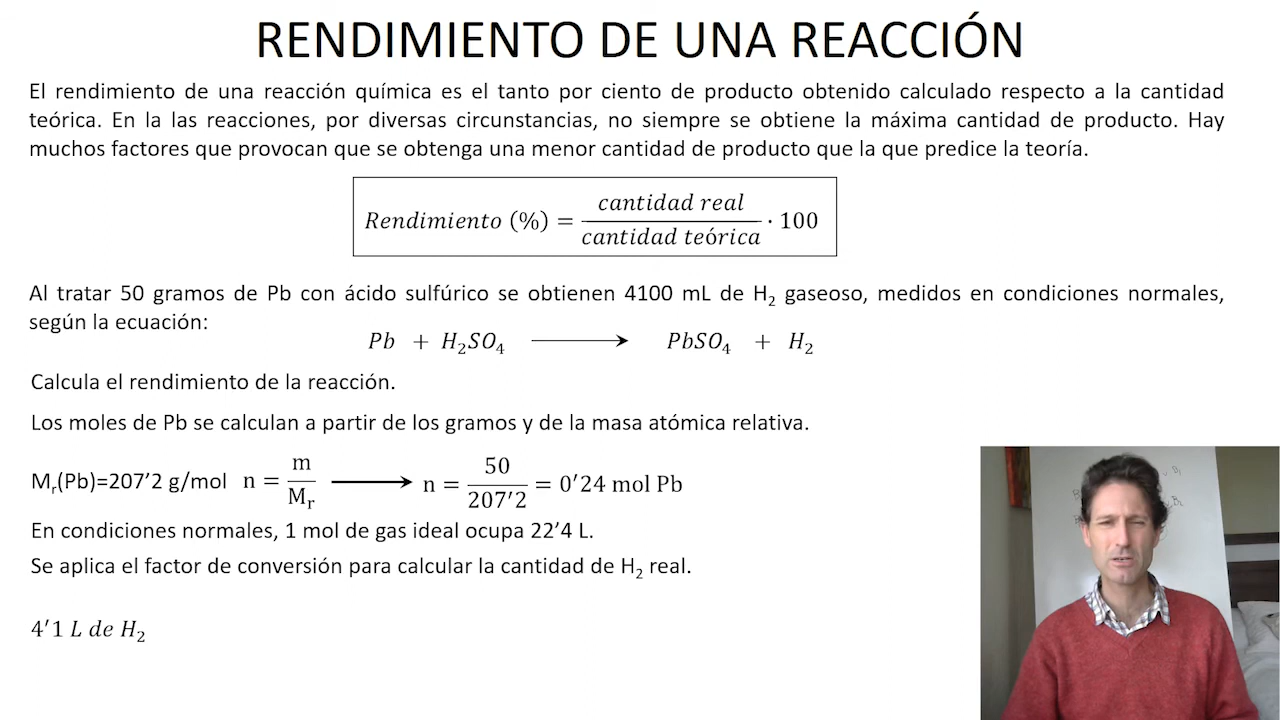 RENDIMIENTO DE UNA REACCIÓN
El rendimiento de una reacción química es el tanto por ciento de producto obtenido calculado respecto a la cantidad
teórica. En la las reacciones, por diversas circunstancias, no siempre se obtiene la máxima cantidad de producto. Hay
muchos factores que provocan que se obtenga una menor cantidad de producto que la que predice la teoría.
Rendimiento (%) = cantidad real / cantidad teórica · 100
Al tratar 50 gramos de Pb con ácido sulfúrico se obtienen 4100 mL de H₂ gaseoso, medidos en condiciones normales,
según la ecuación:
Pb + H₂SO₄ ⟶ PbSO₄ + H₂
Calcula el rendimiento de la reacción.
Los moles de Pb se calculan a partir de los gramos y de la masa atómica relativa.
Mᵣ(Pb)=207’2 g/mol n = m / Mᵣ ⟶ n = 50 / 207′2 = 0′24 mol Pb
En condiciones normales, 1 mol de gas ideal ocupa 22’4 L.
Se aplica el factor de conversión para calcular la cantidad de H₂ real.
4′1 L de H₂